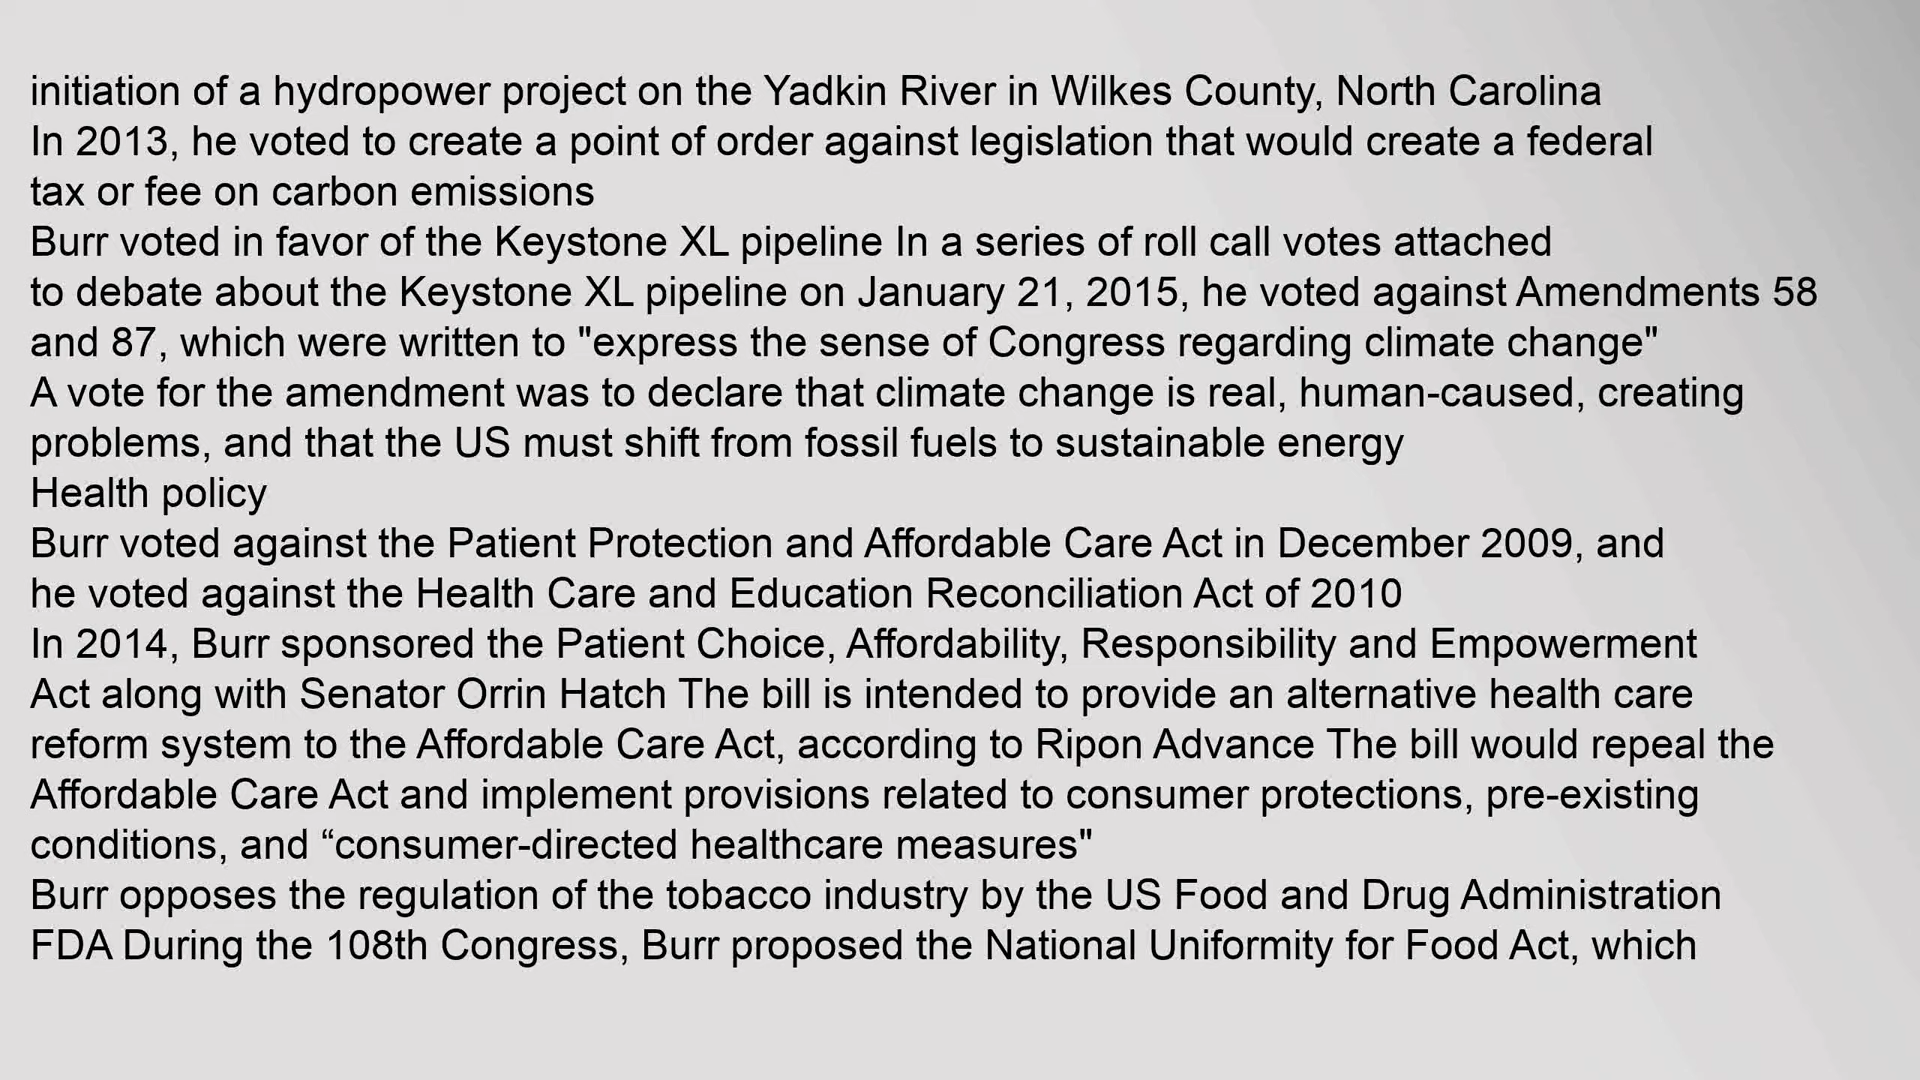 initiation of a hydropower project on the Yadkin River in Wilkes County, North Carolina
In 2013, he voted to create a point of order against legislation that would create a federal
tax or fee on carbon emissions
Burr voted in favor of the Keystone XL pipeline In a series of roll call votes attached
to debate about the Keystone XL pipeline on January 21, 2015, he voted against Amendments 58
and 87, which were written to "express the sense of Congress regarding climate change"
A vote for the amendment was to declare that climate change is real, human-caused, creating
problems, and that the US must shift from fossil fuels to sustainable energy
Health policy
Burr voted against the Patient Protection and Affordable Care Act in December 2009, and
he voted against the Health Care and Education Reconciliation Act of 2010
In 2014, Burr sponsored the Patient Choice, Affordability, Responsibility and Empowerment
Act along with Senator Orrin Hatch The bill is intended to provide an alternative health care
reform system to the Affordable Care Act, according to Ripon Advance The bill would repeal the
Affordable Care Act and implement provisions related to consumer protections, pre-existing
conditions, and “consumer-directed healthcare measures"
Burr opposes the regulation of the tobacco industry by the US Food and Drug Administration
FDA During the 108th Congress, Burr proposed the National Uniformity for Food Act, which